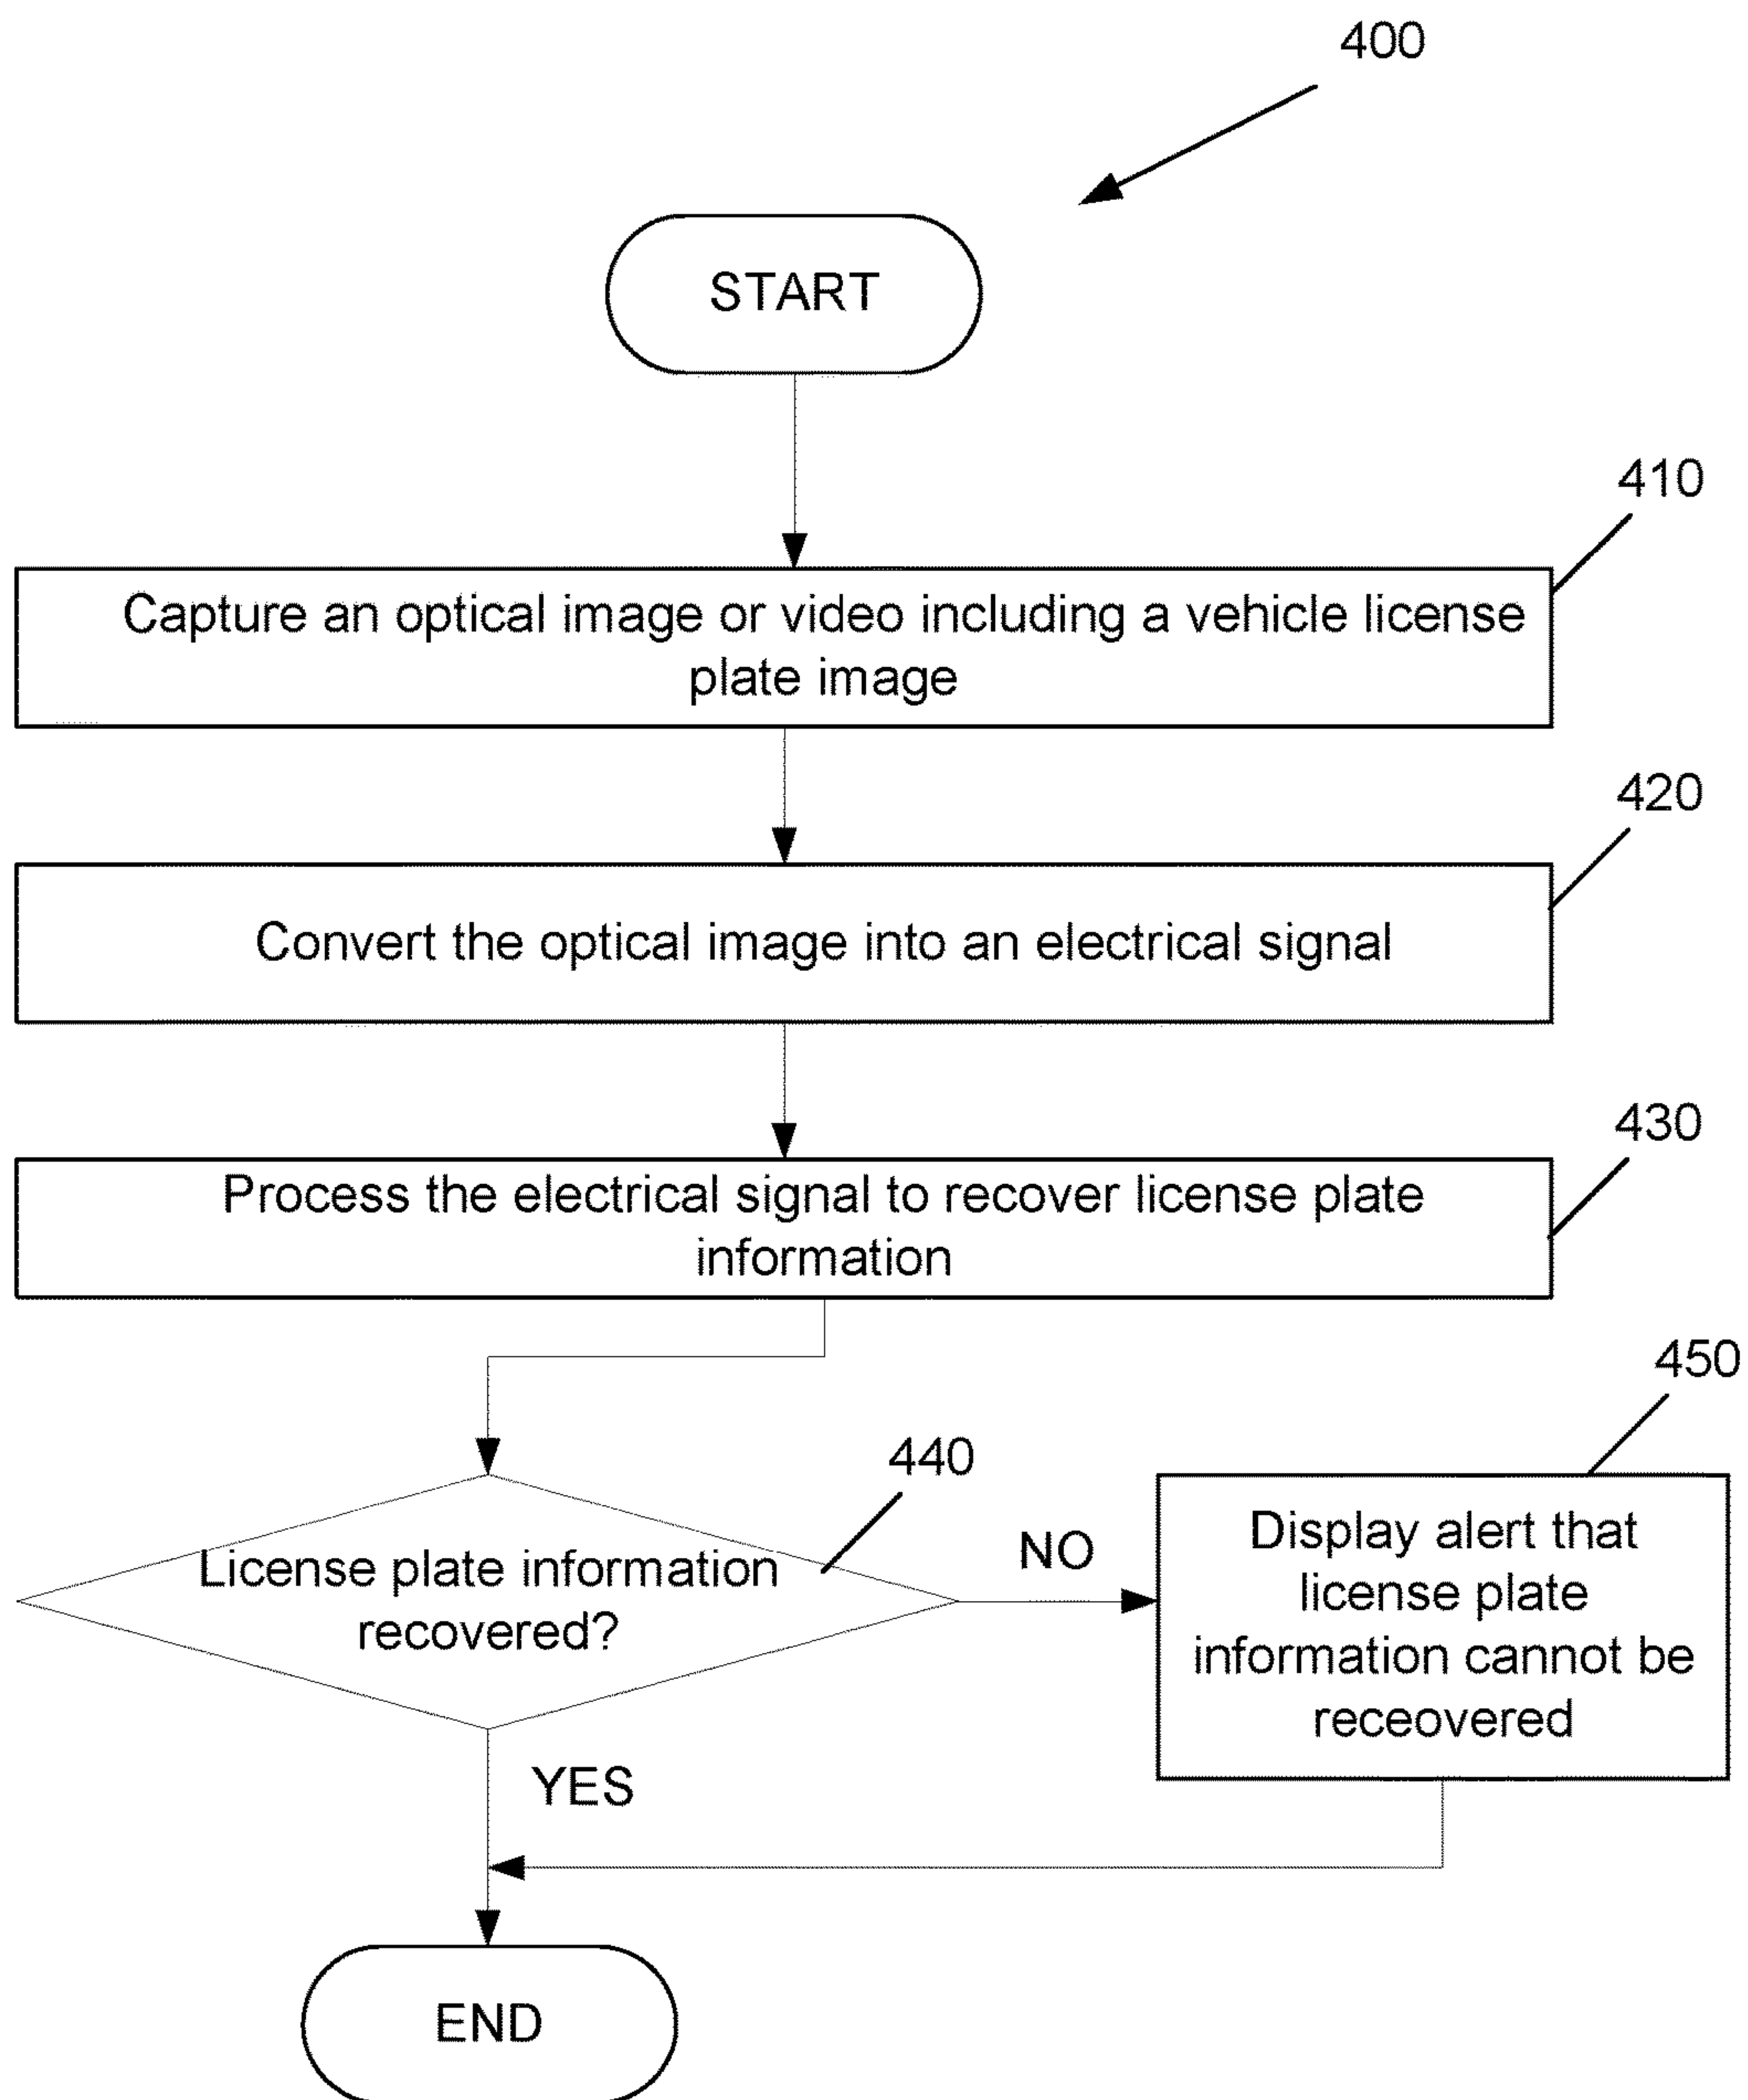 400
START
410
Capture an optical image or video including a vehicle license
plate image
420
Convert the optical image into an electrical signal
430
Process the electrical signal to recover license plate
information
450
440
License plate information
recovered?
NO
Display alert that
license plate
information cannot be
receovered
YES
END